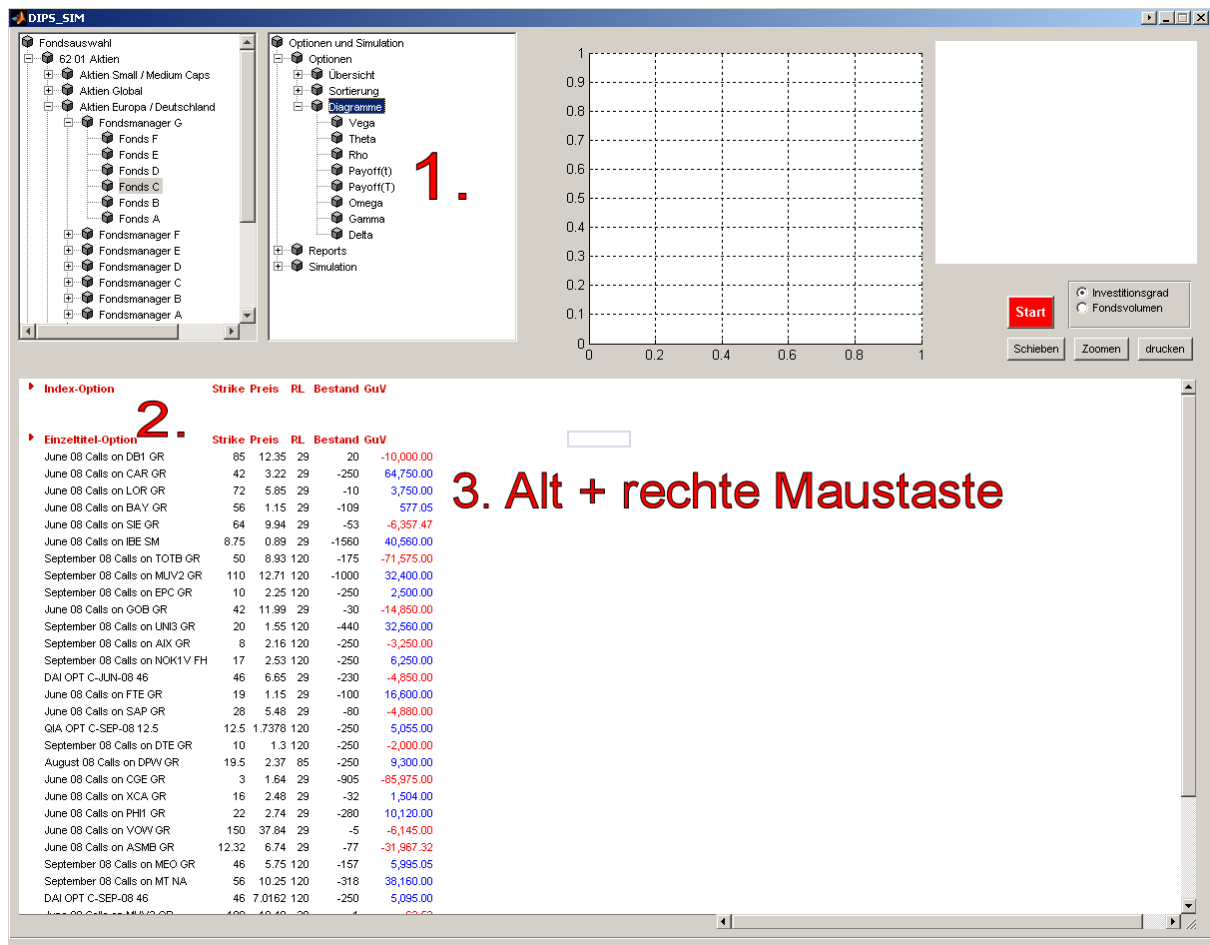 DIPS_SIM
Fondsauswahl
62 01 Aktien
Aktien Small / Medium Caps
Aktien Global
Aktien Europa / Deutschland
Fondsmanager G
Fonds F
Fonds E
Fonds D
Fonds C
Fonds B
Fonds A
Fondsmanager F
Fondsmanager E
Fondsmanager D
Fondsmanager C
Fondsmanager B
Fondsmanager A
Optionen und Simulation
Optionen
Übersicht
Sortierung
Diagramme
Vega
Theta
Rho
Payoff(t)
Payoff(T)
Omega
Gamma
Delta
Reports
Simulation
1.
1
0.9
0.8
0.7
0.6
0.5
0.4
0.3
0.2
0.1
0
0 0.2 0.4 0.6 0.8 1
Start
Investitionsgrad
Fondsvolumen
Schieben Zoomen drucken
Index-Option Strike Preis RL Bestand GuV
2.
Einzeltitel-Option Strike Preis RL Bestand GuV
June 08 Calls on DB1 GR 85 12.35 29 20 -10,000.00
June 08 Calls on CAR GR 42 3.22 29 -250 64,750.00
June 08 Calls on LOR GR 72 5.85 29 -10 3,750.00
June 08 Calls on BAY GR 56 1.15 29 -109 577.05
June 08 Calls on SIE GR 64 9.94 29 -53 -6,357.47
June 08 Calls on IBE SM 8.75 0.89 29 -1560 40,560.00
September 08 Calls on TOTB GR 50 8.93 120 -175 -71,575.00
September 08 Calls on MUV2 GR 110 12.71 120 -1000 32,400.00
September 08 Calls on EPC GR 10 2.25 120 -250 2,500.00
June 08 Calls on GOB GR 42 11.99 29 -30 -14,850.00
September 08 Calls on UNI3 GR 20 1.55 120 -440 32,560.00
September 08 Calls on AIX GR 8 2.16 120 -250 -3,250.00
September 08 Calls on NOK1V FH 17 2.53 120 -250 6,250.00
DAI OPT C-JUN-08 46 46 6.65 29 -230 -4,850.00
June 08 Calls on FTE GR 19 1.15 29 -100 16,600.00
June 08 Calls on SAP GR 28 5.48 29 -80 -4,880.00
QIA OPT C-SEP-08 12.5 12.5 1.7378 120 -250 5,055.00
September 08 Calls on DTE GR 10 1.3 120 -250 -2,000.00
August 08 Calls on DPW GR 19.5 2.37 85 -250 9,300.00
June 08 Calls on CGE GR 3 1.64 29 -905 -85,975.00
June 08 Calls on XCA GR 16 2.48 29 -32 1,504.00
June 08 Calls on PHI1 GR 22 2.74 29 -280 10,120.00
June 08 Calls on VOW GR 150 37.84 29 -5 -6,145.00
June 08 Calls on ASMB GR 12.32 6.74 29 -77 -31,967.32
September 08 Calls on MEO GR 46 5.75 120 -157 5,995.05
September 08 Calls on MT NA 56 10.25 120 -318 38,160.00
DAI OPT C-SEP-08 46 46 7.0162 120 -250 5,095.00
3. Alt + rechte Maustaste